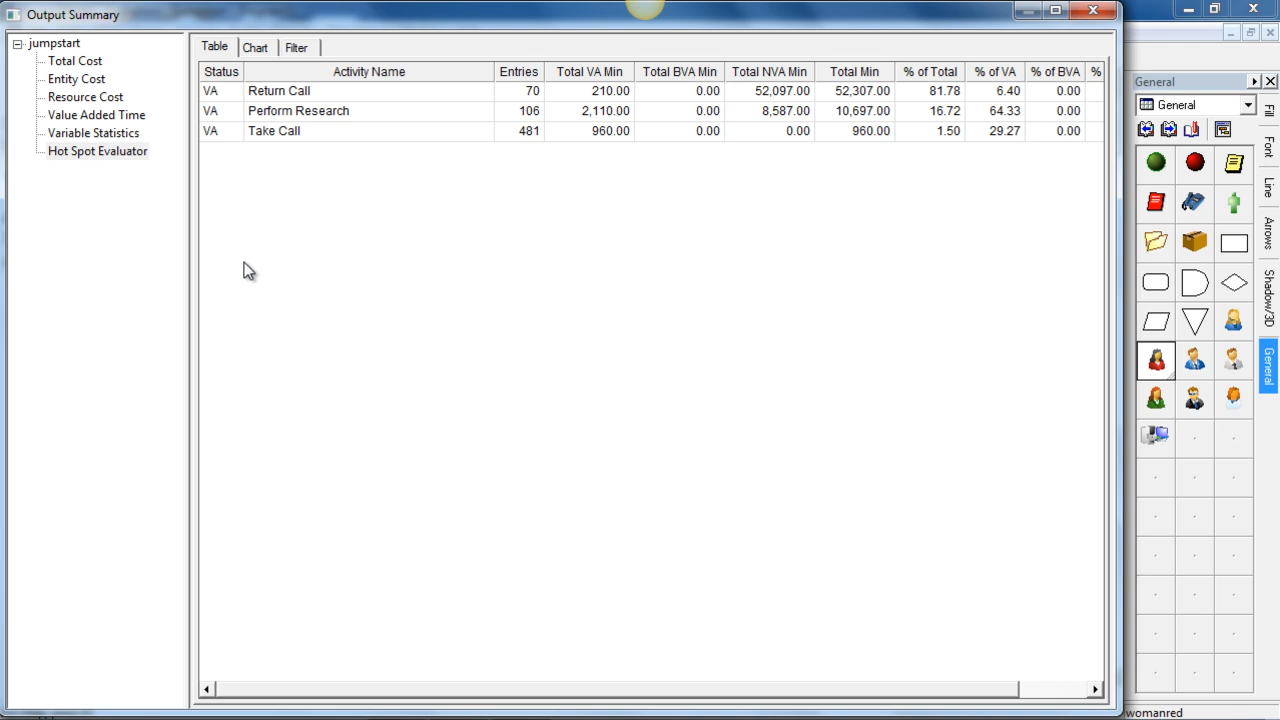 Output Summary
jumpstart
Total Cost
Entity Cost
Resource Cost
Value Added Time
Variable Statistics
Hot Spot Evaluator
Table Chart Filter
Status Activity Name Entries Total VA Min Total BVA Min Total NVA Min Total Min % of Total % of VA % of BVA %
VA Return Call 70 210.00 0.00 52,097.00 52,307.00 81.78 6.40 0.00
VA Perform Research 106 2,110.00 0.00 8,587.00 10,697.00 16.72 64.33 0.00
VA Take Call 481 960.00 0.00 0.00 960.00 1.50 29.27 0.00
General
General
Fill
Font
Line
Arrows
Shadow/3D
General
womanred